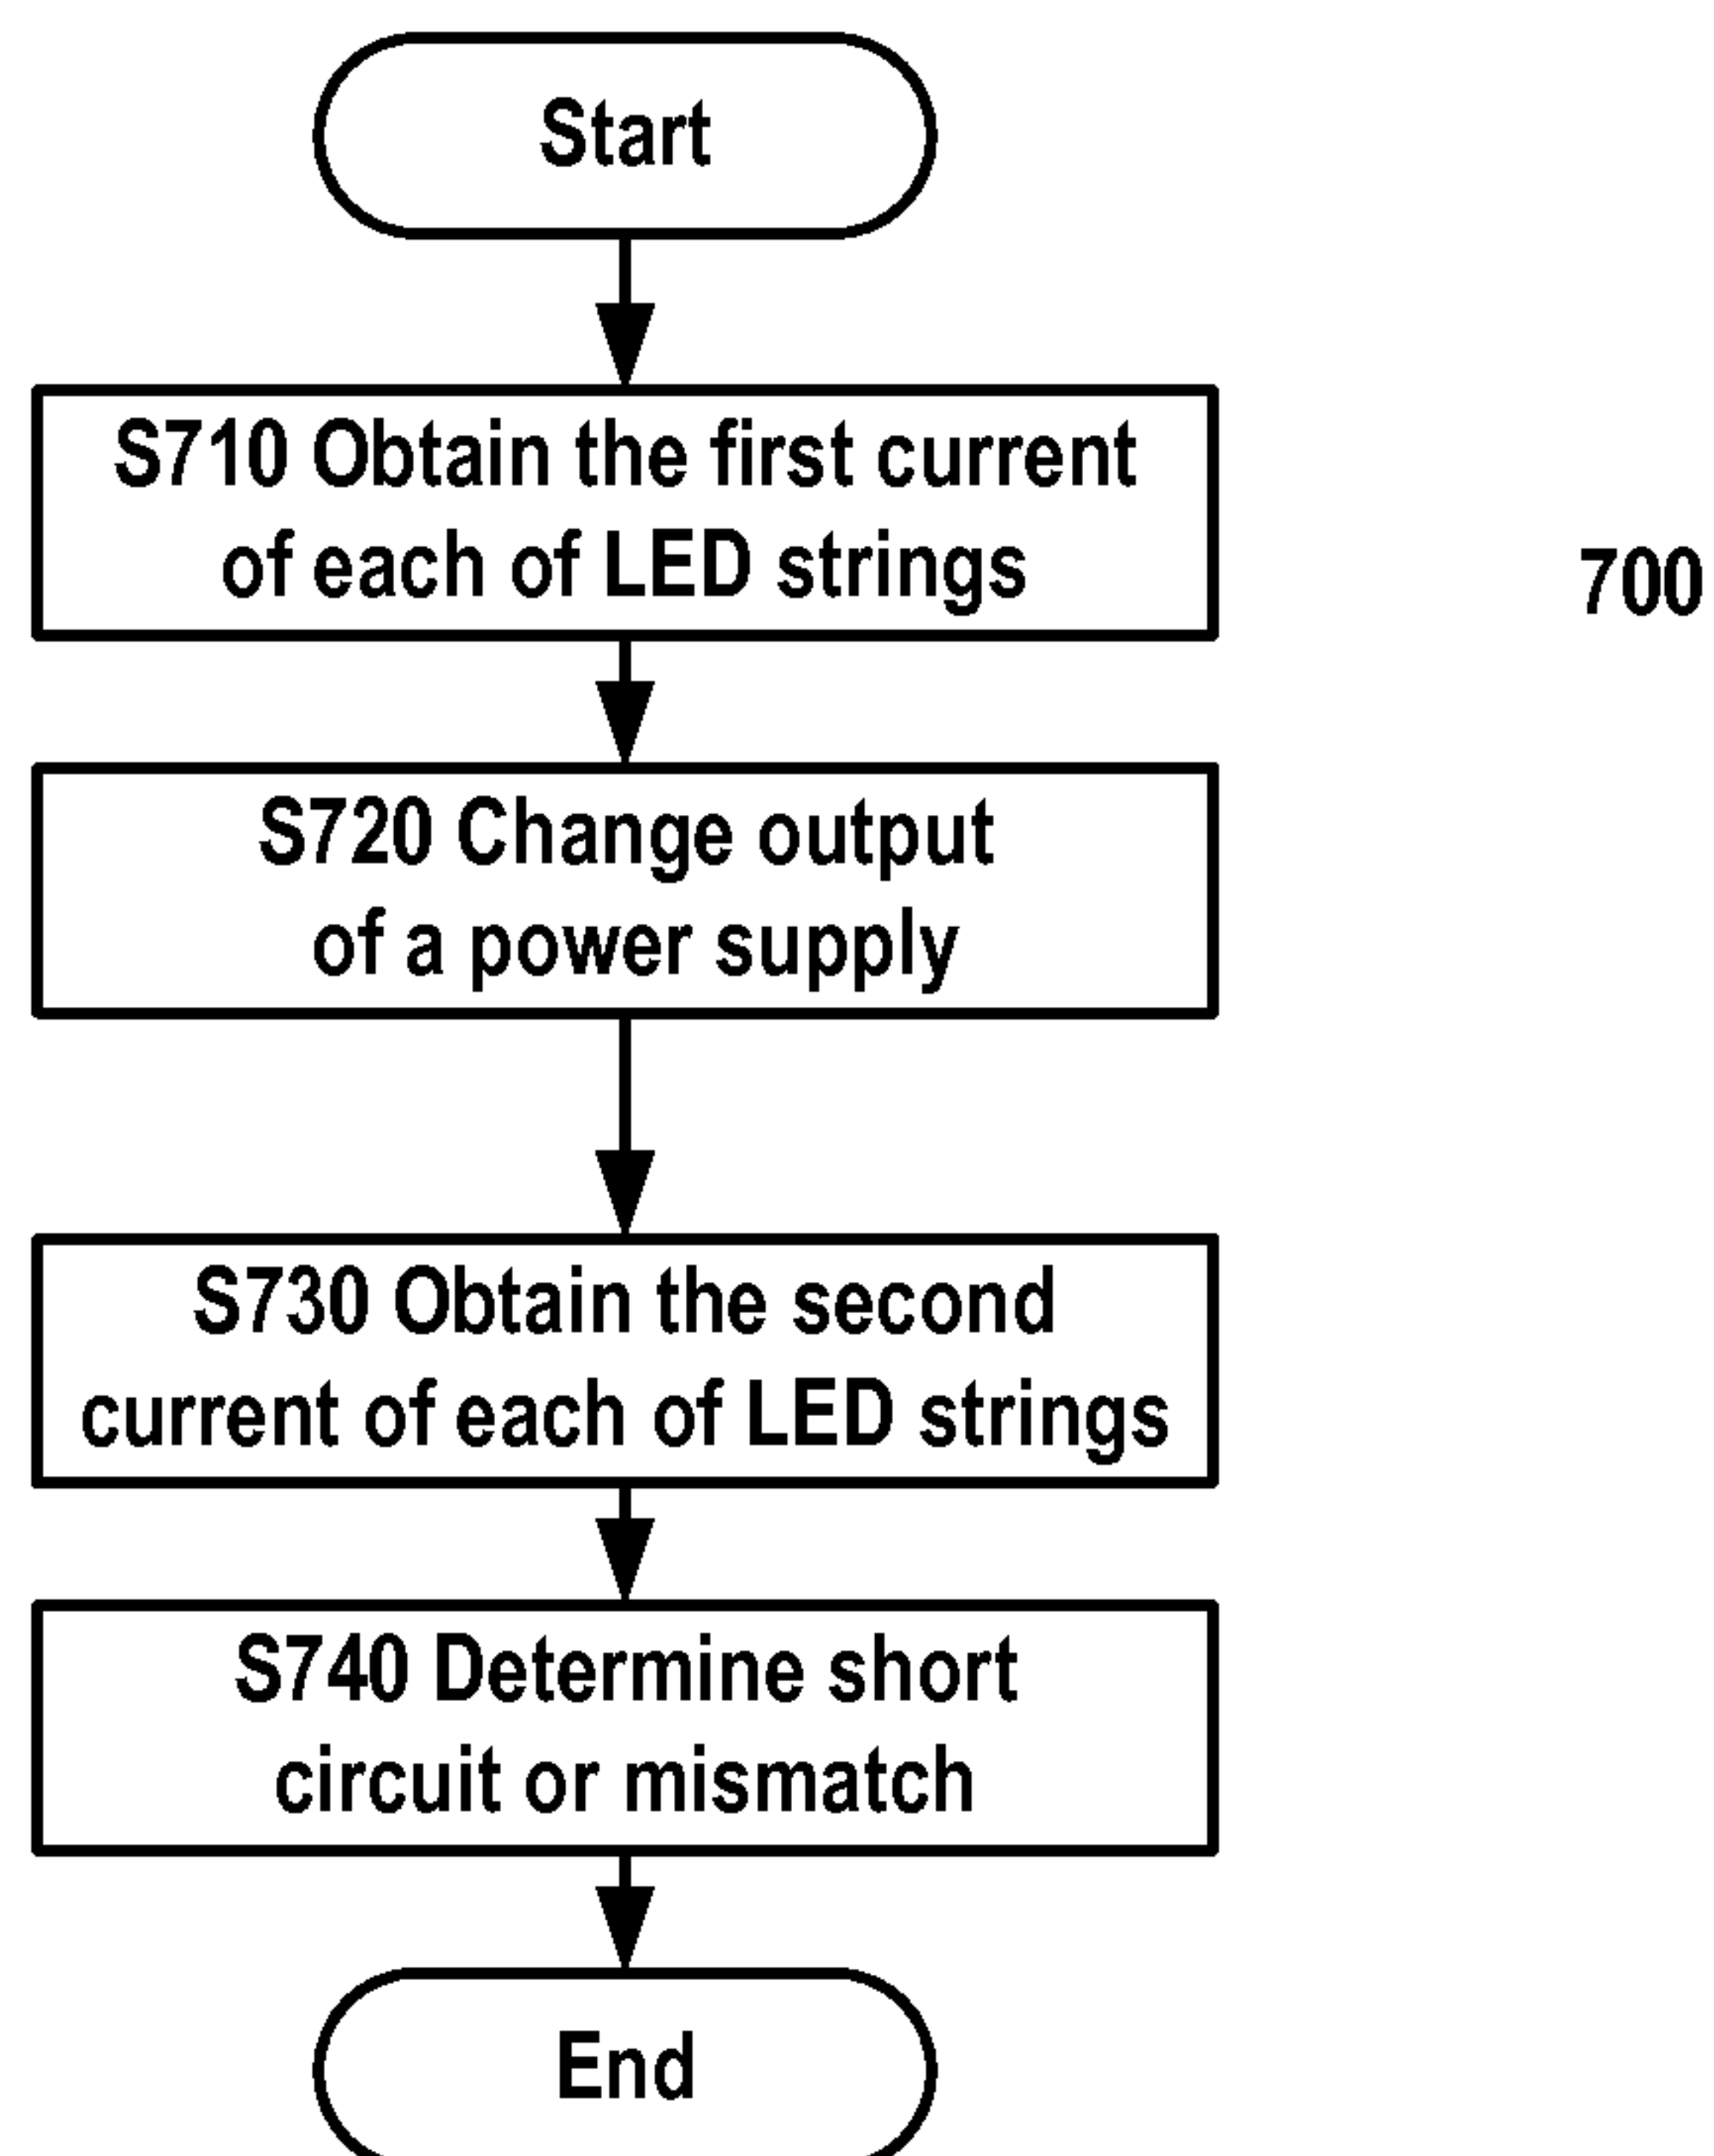 Start
S710 Obtain the first current
of each of LED strings
700
S720 Change output
of a power supply
S730 Obtain the second
current of each of LED strings
S740 Determine short
circuit or mismatch
End